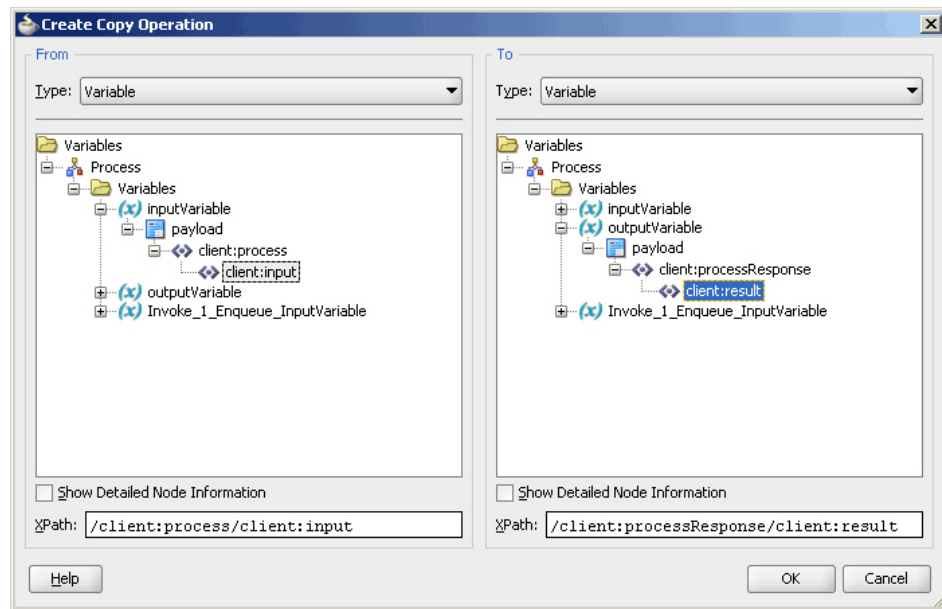 Create Copy Operation
From
Type: Variable
Variables
Process
Variables
(x) inputVariable
payload
client:process
client:input
(x) outputVariable
(x) Invoke_1_Enqueue_InputVariable
Show Detailed Node Information
XPath: /client:process/client:input
To
Type: Variable
Variables
Process
Variables
(x) inputVariable
(x) outputVariable
payload
client:processResponse
client:result
(x) Invoke_1_Enqueue_InputVariable
Show Detailed Node Information
XPath: /client:processResponse/client:result
Help
OK
Cancel